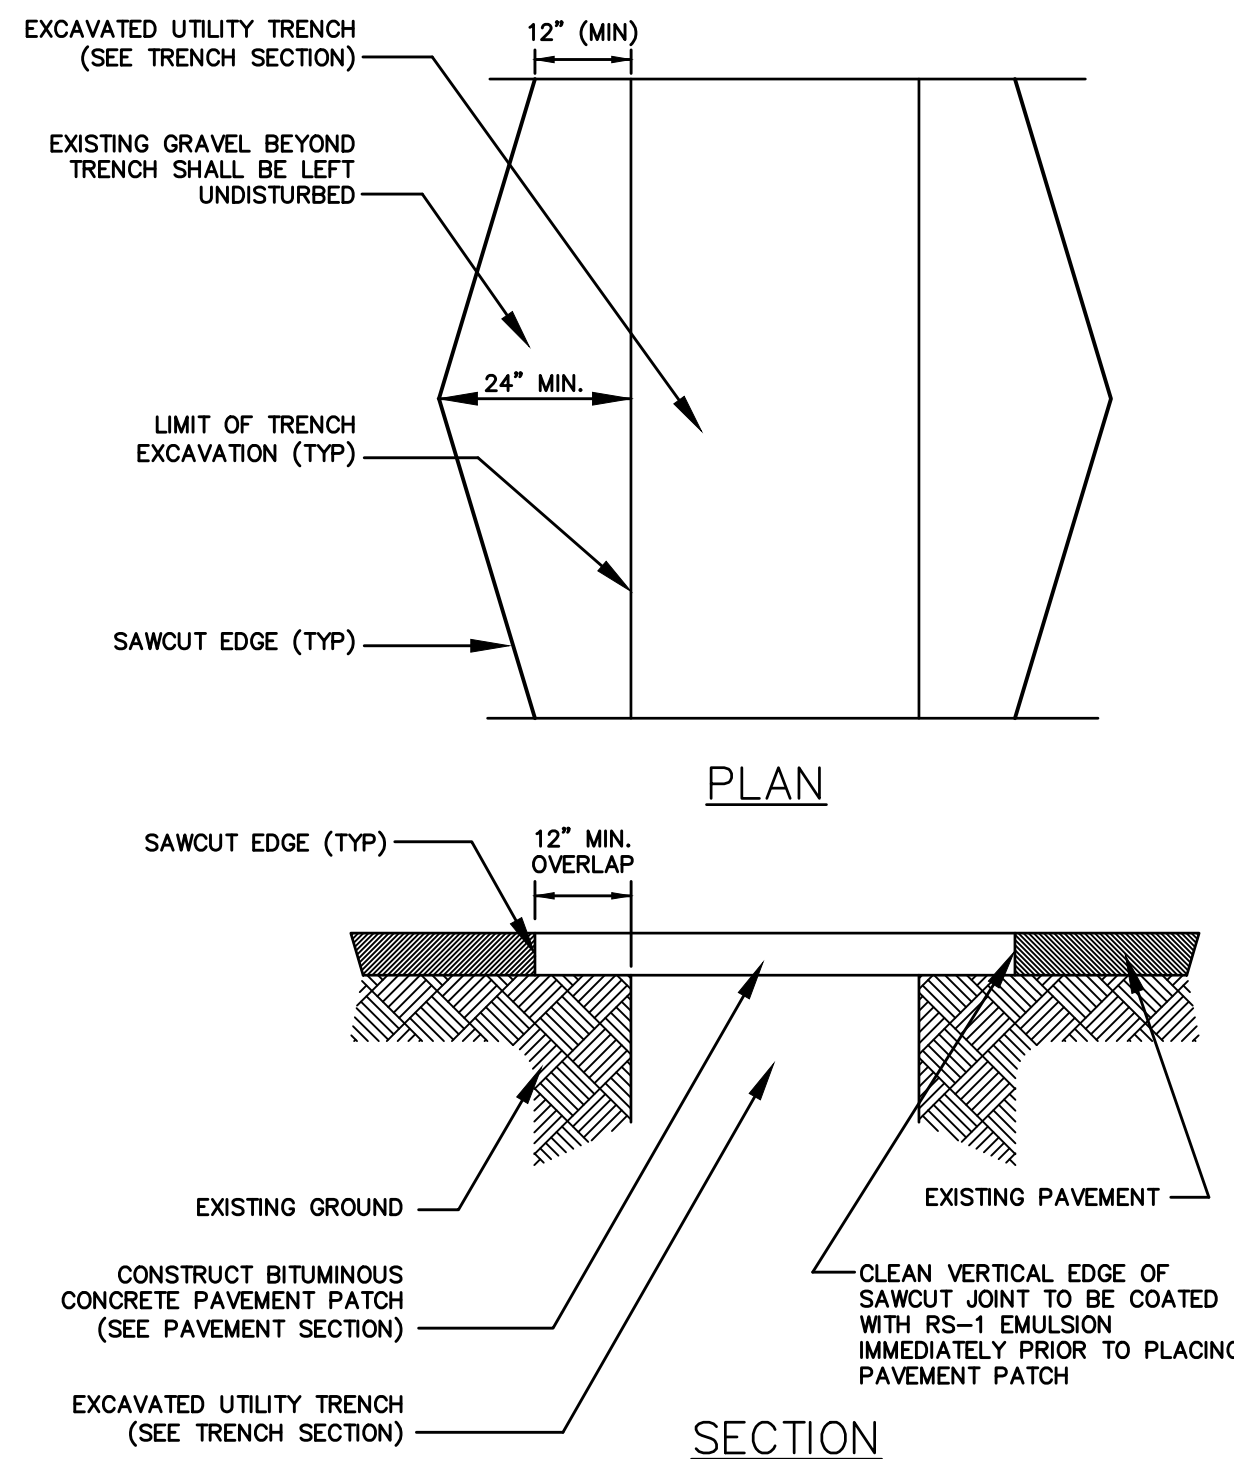 EXCAVATED UTILITY TRENCH
(SEE TRENCH SECTION)
12" (MIN)
EXISTING GRAVEL BEYOND
TRENCH SHALL BE LEFT
UNDISTURBED
24" MIN.
LIMIT OF TRENCH
EXCAVATION (TYP)
SAWCUT EDGE (TYP)
PLAN
SAWCUT EDGE (TYP)
12" MIN.
OVERLAP
EXISTING GROUND
EXISTING PAVEMENT
CONSTRUCT BITUMINOUS
CONCRETE PAVEMENT PATCH
(SEE PAVEMENT SECTION)
CLEAN VERTICAL EDGE OF
SAWCUT JOINT TO BE COATED
WITH RS-1 EMULSION
IMMEDIATELY PRIOR TO PLACING
PAVEMENT PATCH
EXCAVATED UTILITY TRENCH
(SEE TRENCH SECTION)
SECTION